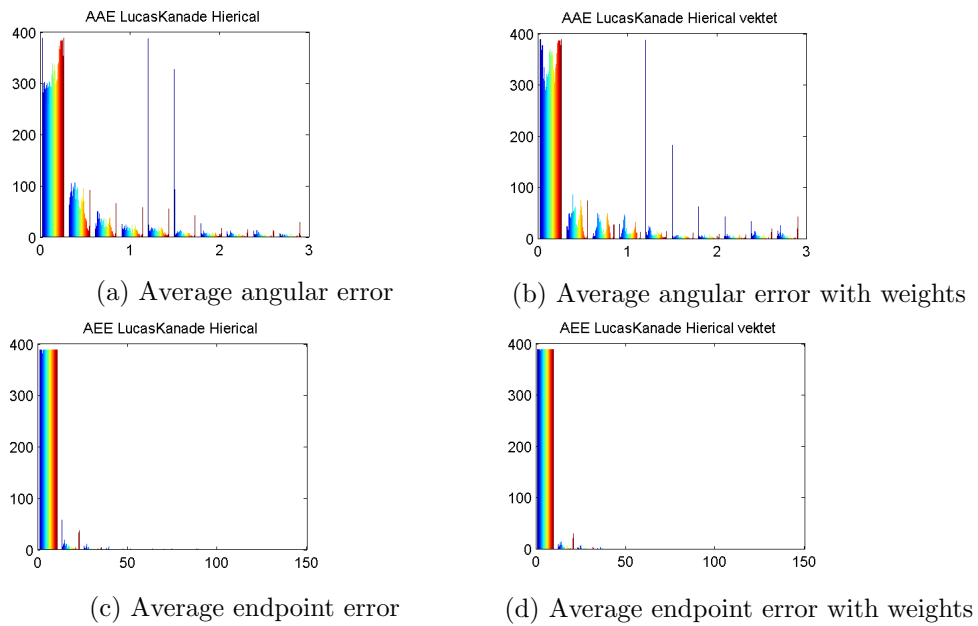 AAE LucasKanade Hierical
400
300
200
100
0
0 1 2 3
(a) Average angular error
AAE LucasKanade Hierical vektet
400
300
200
100
0
0 1 2 3
(b) Average angular error with weights
AEE LucasKanade Hierical
400
300
200
100
0
0 50 100 150
(c) Average endpoint error
AEE LucasKanade Hierical vektet
400
300
200
100
0
0 50 100 150
(d) Average endpoint error with weights